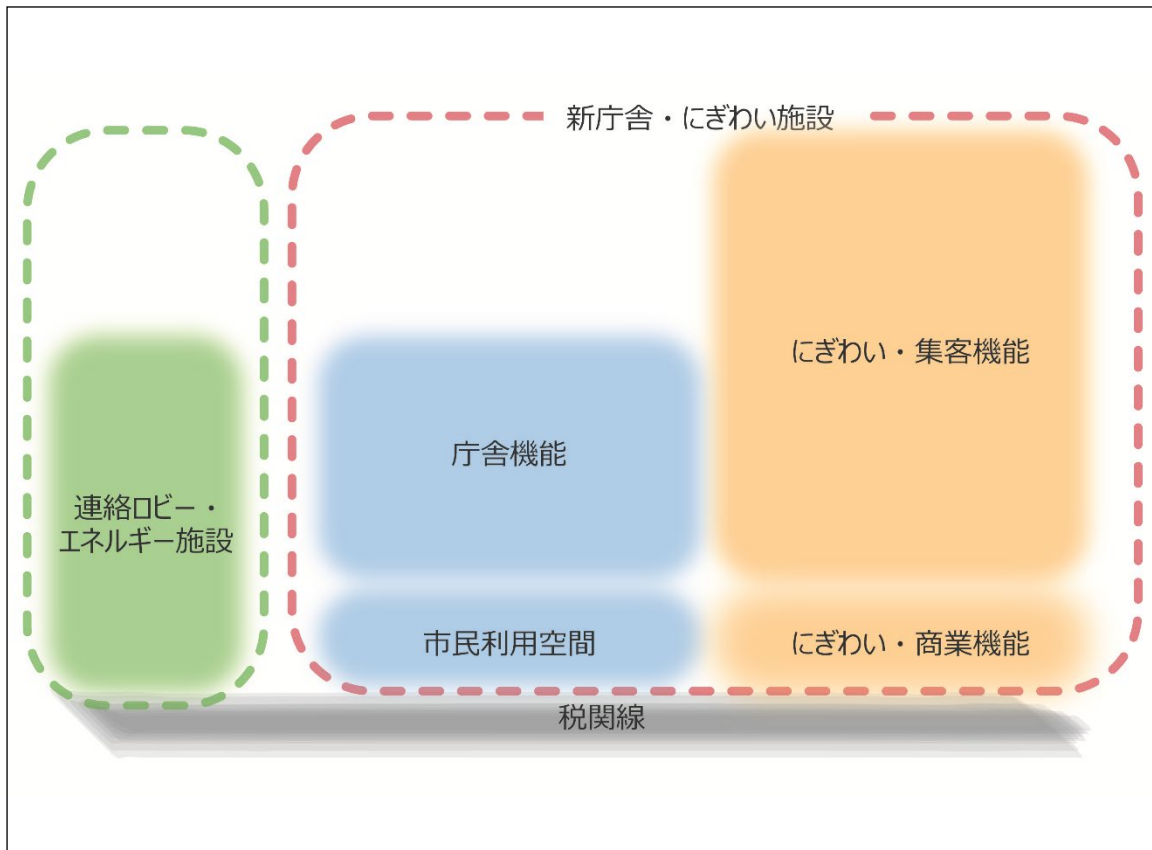 新庁舎・にぎわい施設
にぎわい・集客機能
庁舎機能
連絡ロビー・
エネルギー施設
市民利用空間
にぎわい・商業機能
税関線